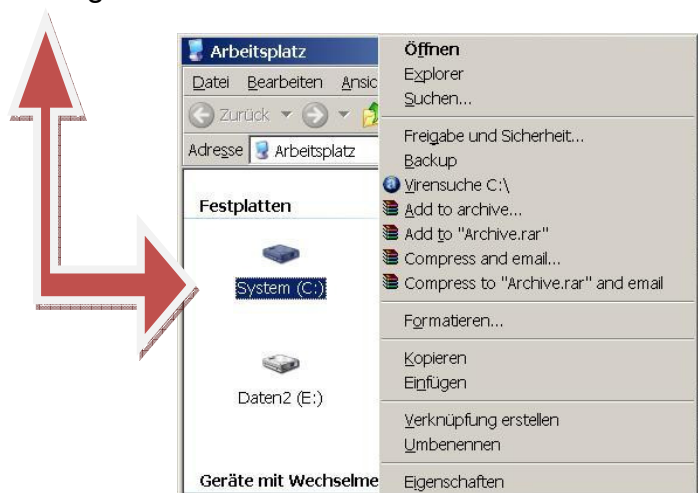 Arbeitsplatz
Datei Bearbeiten Ansic
Zurück
Adresse Arbeitsplatz
Festplatten
System (C:)
Daten2 (E:)
Geräte mit Wechselme
Öffnen
Explorer
Suchen...
Freigabe und Sicherheit...
Backup
Virensuche C:\
Add to archive...
Add to "Archive.rar"
Compress and email...
Compress to "Archive.rar" and email
Formatieren...
Kopieren
Einfügen
Verknüpfung erstellen
Umbenennen
Eigenschaften